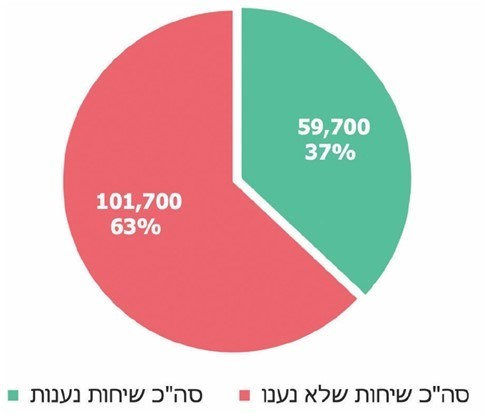 59,700
37%
101,700
63%
סה"כ שיחות שלא נענו
סה"כ שיחות נענות